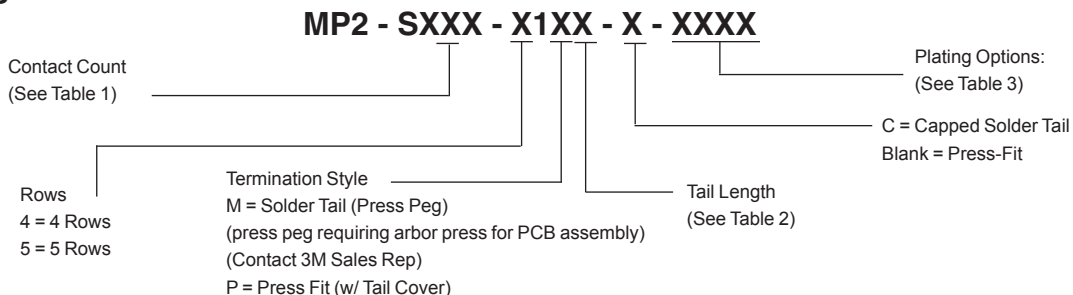 MP2 - SXXX - X1XX - X - XXXX
Contact Count
(See Table 1)
Plating Options:
(See Table 3)
C = Capped Solder Tail
Blank = Press-Fit
Rows
4 = 4 Rows
5 = 5 Rows
Termination Style
M = Solder Tail (Press Peg)
(press peg requiring arbor press for PCB assembly)
(Contact 3M Sales Rep)
P = Press Fit (w/ Tail Cover)
Tail Length
(See Table 2)